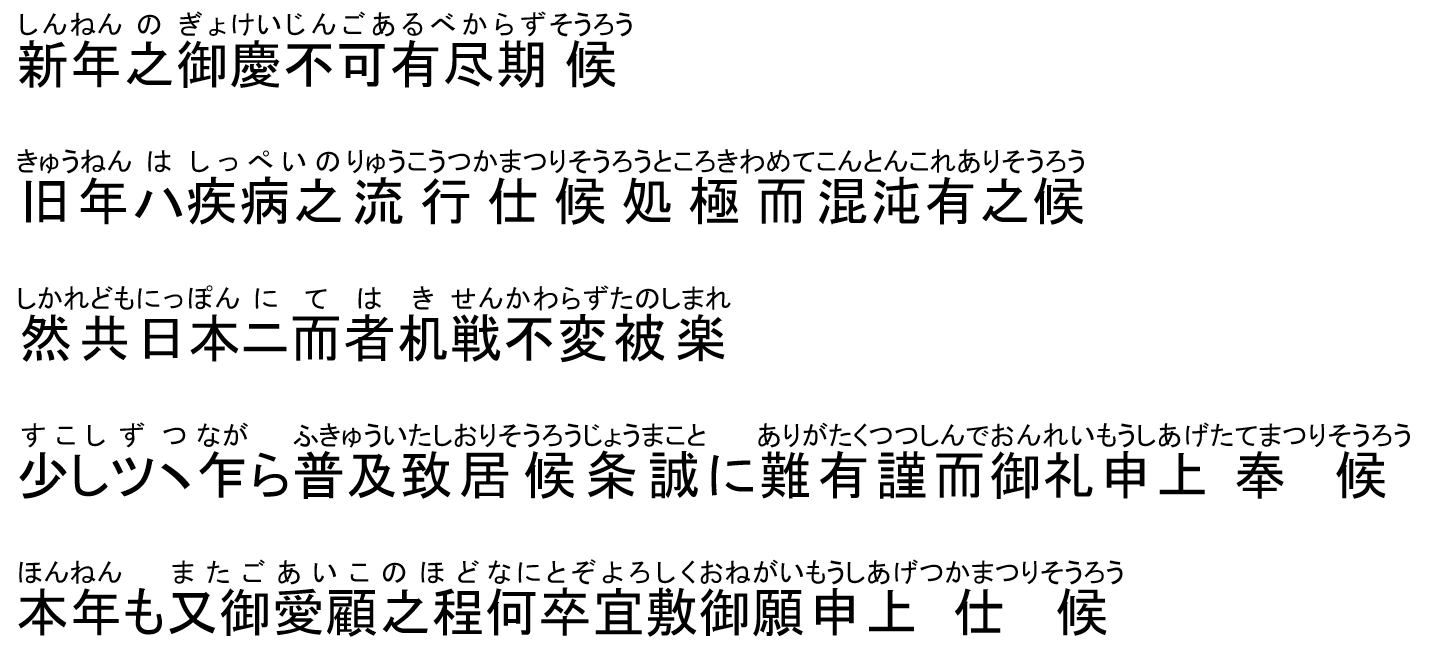 しんねん の ぎょけいじんごあるべからずそうろう
新年之御慶不可有尽期候
きゅうねん は しっぺいのりゅうこうつかまつりそうろうところきわめてこんとんこれありそうろう
旧年ハ疾病之流行仕候処極而混沌有之候
しかれどもにっぽん に て は き せんかわらずたのしまれ
然共日本二而者机戦不変被楽
すこしずつなが ふきゅういたしおりそうろうじょうまこと ありがたくつつしんでおんれいもうしあげたてまつりそうろう
少しツヽ乍ら普及致居候条誠に難有謹而御礼申上奉候
ほんねん またごあいこのほどなにとぞよろしくおねがいもうしあげつかまつりそうろう
本年も又御愛顧之程何卒宜敷御願申上仕候